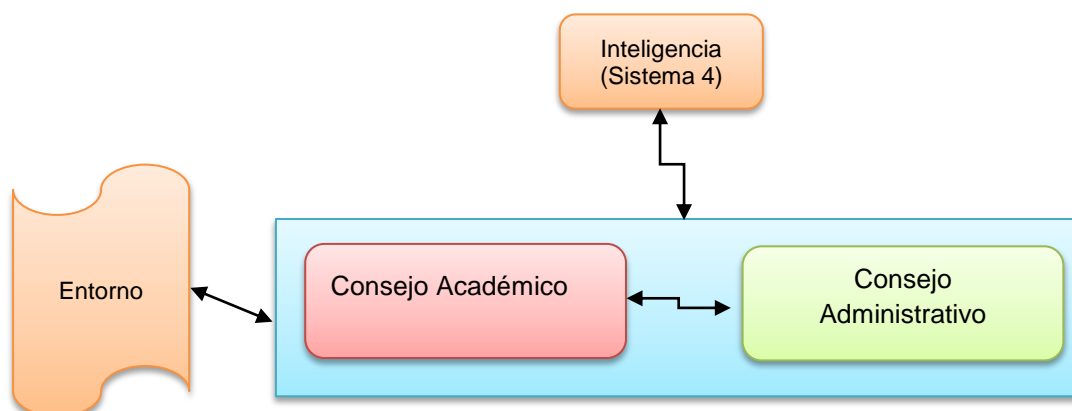 Inteligencia
(Sistema 4)
Entorno
Consejo Académico
Consejo
Administrativo